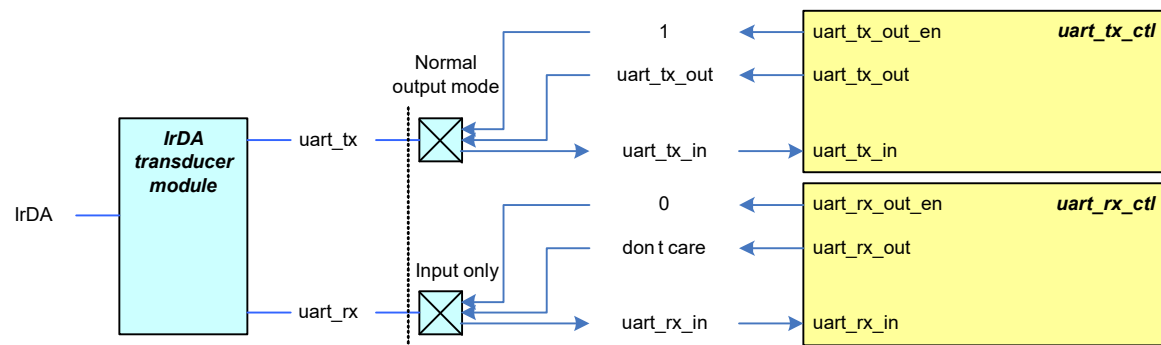 1
uart_tx_out_en
uart_tx_ctl
Normal
output mode
uart_tx_out
uart_tx_out
IrDA
transducer
module
uart_tx
uart_tx_in
uart_tx_in
IrDA
0
uart_rx_out_en
uart_rx_ctl
don t care
uart_rx_out
Input only
uart_rx
uart_rx_in
uart_rx_in